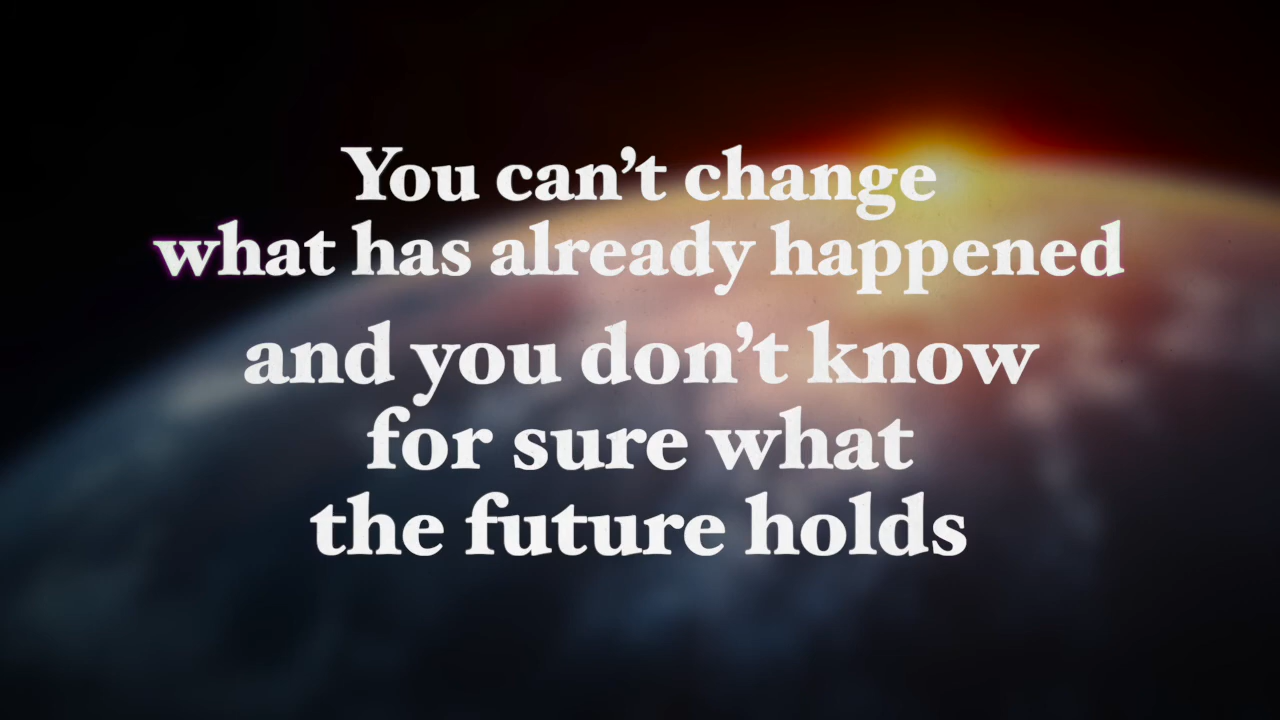 You can’t change
what has already happened
and you don’t know
for sure what
the future holds